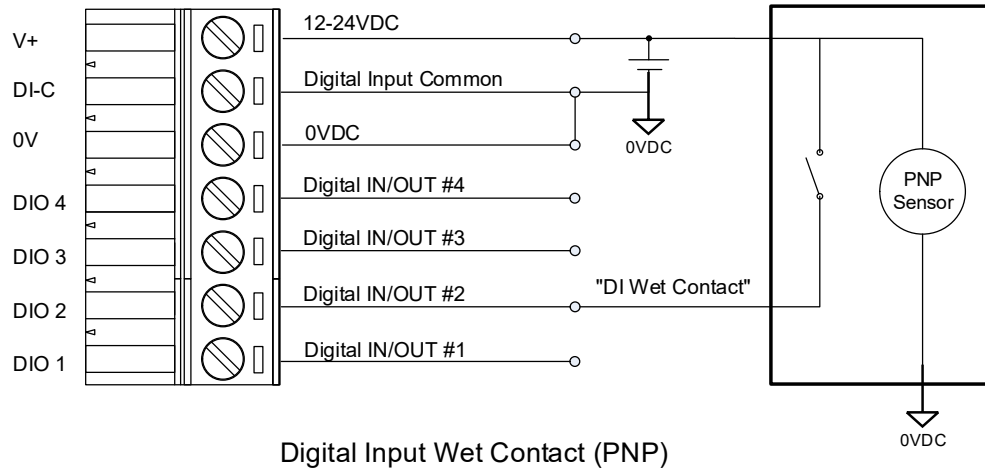 V+
12-24VDC
DI-C
Digital Input Common
0V
0VDC
0VDC
PNP
Sensor
DIO 4
Digital IN/OUT #4
DIO 3
Digital IN/OUT #3
DIO 2
Digital IN/OUT #2
"DI Wet Contact"
DIO 1
Digital IN/OUT #1
0VDC
Digital Input Wet Contact (PNP)